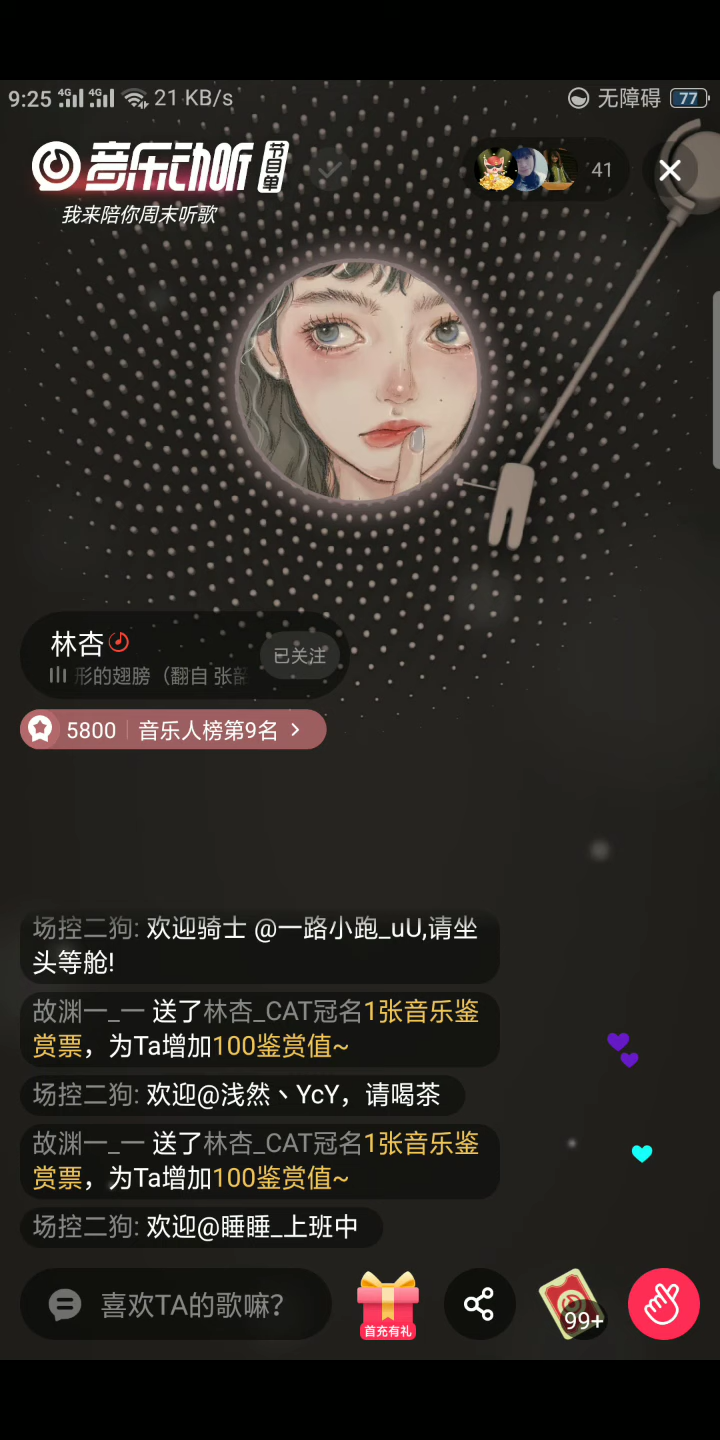 9:25 4G 4G 21 KB/s 无障碍 77
音乐动听 节目单
我来陪你周末听歌
41
林杏
形的翅膀（翻自 张韶
已关注
5800 音乐人榜第9名
场控二狗: 欢迎骑士 @一路小跑_uU,请坐
头等舱!
故渊一_一 送了林杏_CAT冠名1张音乐鉴
赏票，为Ta增加100鉴赏值~
场控二狗: 欢迎@浅然丶YcY，请喝茶
故渊一_一 送了林杏_CAT冠名1张音乐鉴
赏票，为Ta增加100鉴赏值~
场控二狗: 欢迎@睡睡_上班中
喜欢TA的歌嘛？
首充有礼
99+